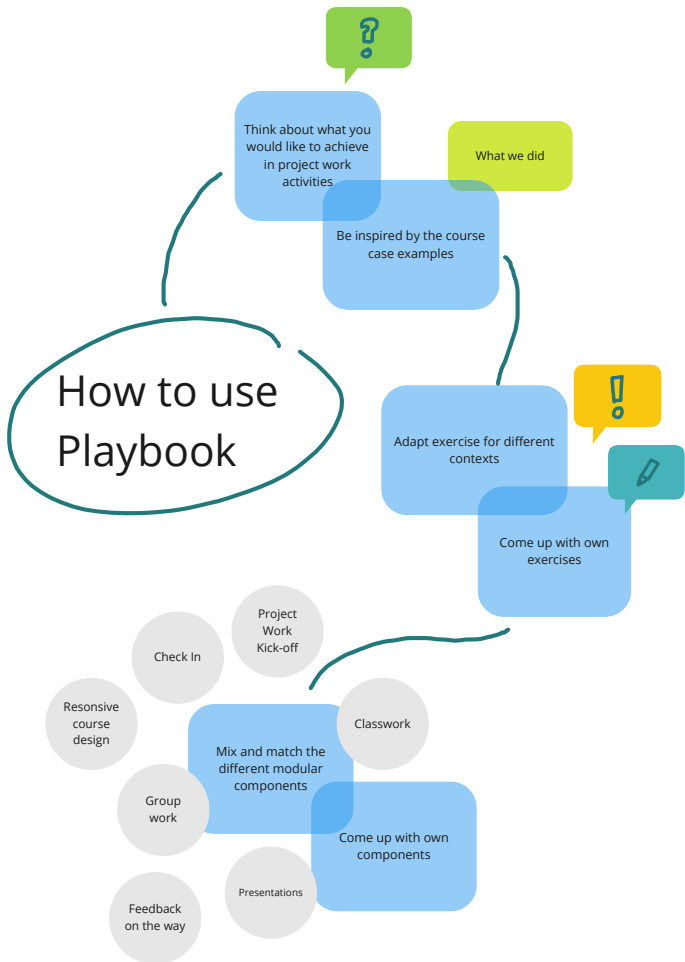 Think about what you
would like to achieve
in project work
activities
What we did
Be inspired by the course
case examples
How to use
Playbook
Adapt exercise for different
contexts
Come up with own
exercises
Project
Work
Kick-off
Check In
Resonsive
course
design
Classwork
Mix and match the
different modular
components
Group
work
Come up with own
components
Presentations
Feedback
on the way